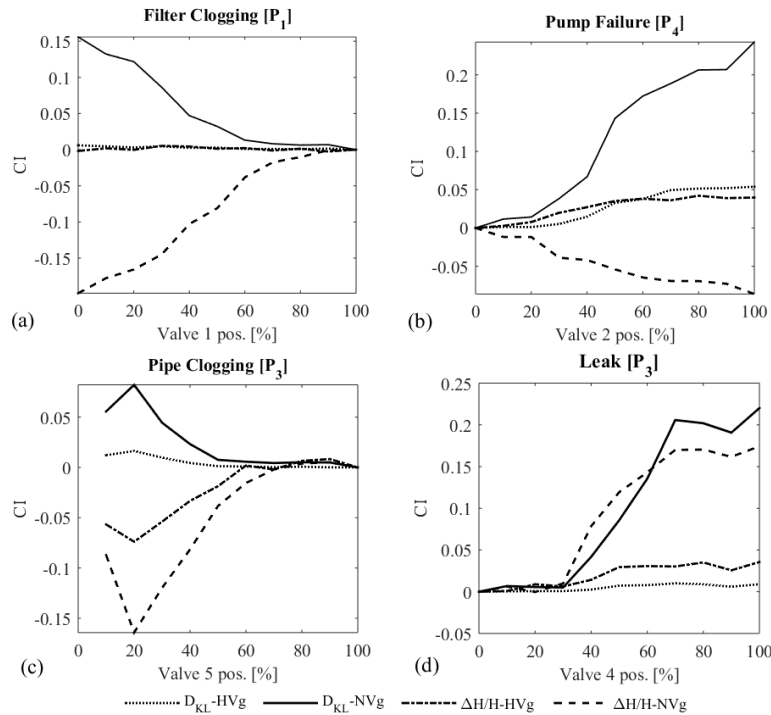 Filter Clogging [P1]
0.15
0.1
0.05
0
-0.05
-0.1
-0.15
CI
0 20 40 60 80 100
Valve 1 pos. [%]
(a)
Pump Failure [P4]
0.2
0.15
0.1
0.05
0
-0.05
CI
0 20 40 60 80 100
Valve 2 pos. [%]
(b)
Pipe Clogging [P3]
0.05
0
-0.05
-0.1
-0.15
CI
0 20 40 60 80 100
Valve 5 pos. [%]
(c)
Leak [P3]
0.25
0.2
0.15
0.1
0.05
0
-0.05
CI
0 20 40 60 80 100
Valve 4 pos. [%]
(d)
DKL-HVg DKL-NVg ΔH/H-HVg ΔH/H-NVg